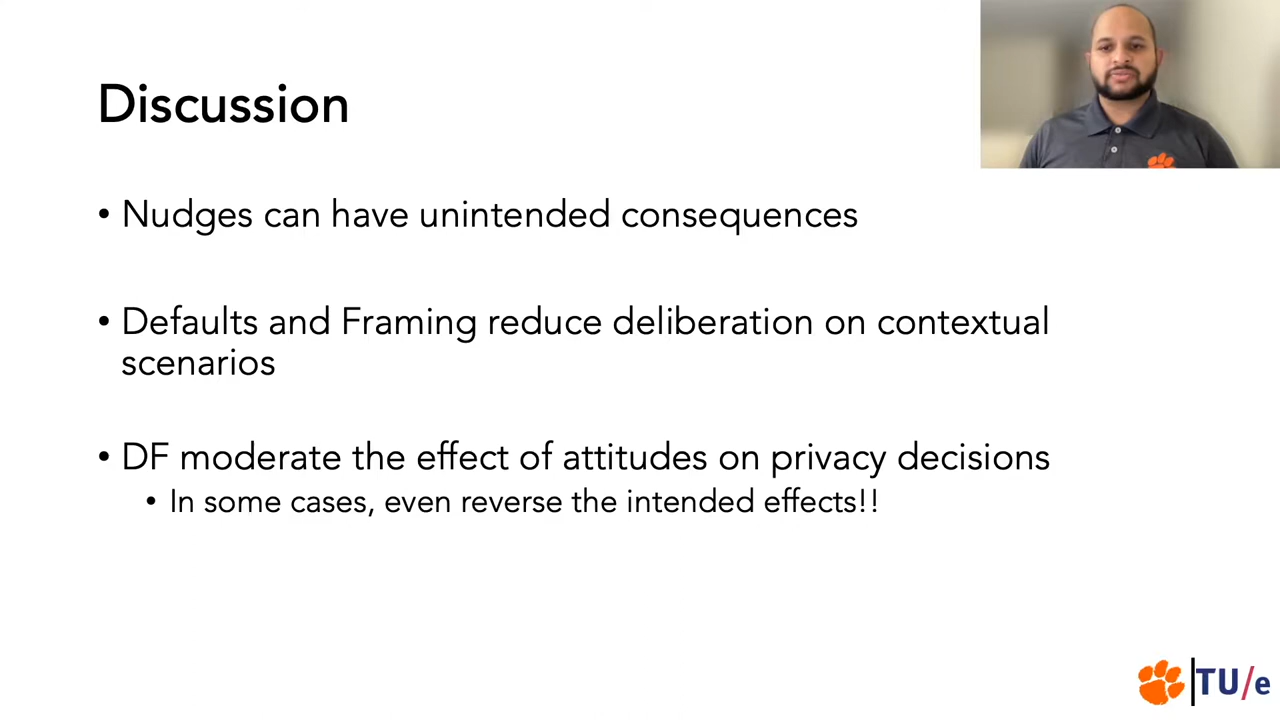 Discussion
• Nudges can have unintended consequences
• Defaults and Framing reduce deliberation on contextual
scenarios
• DF moderate the effect of attitudes on privacy decisions
• In some cases, even reverse the intended effects!!
TU/e